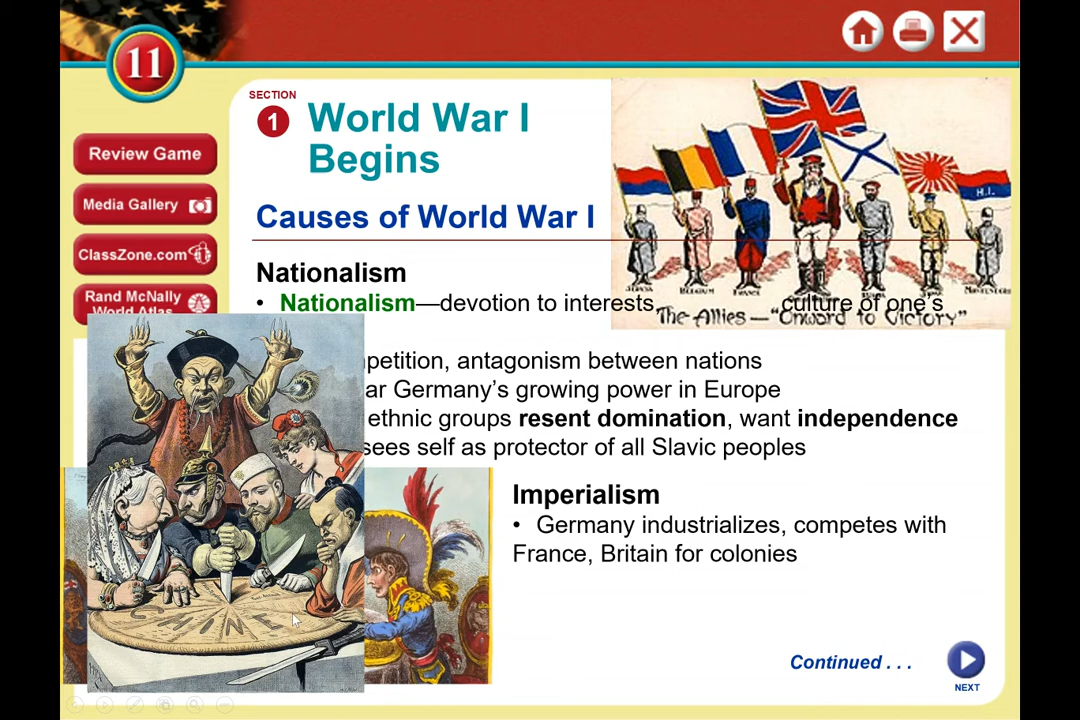 11
SECTION
1
World War I
Begins
Review Game
Media Gallery
ClassZone.com
Rand McNally
World Atlas
Causes of World War I
H.I.
BELGIUM
FRANCE
The Allies — "Onward to Victory"
Nationalism
• Nationalism—devotion to interests, culture of one's
petition, antagonism between nations
ar Germany's growing power in Europe
ethnic groups resent domination, want independence
sees self as protector of all Slavic peoples
Imperialism
• Germany industrializes, competes with
France, Britain for colonies
CHINE
Continued . . .
NEXT